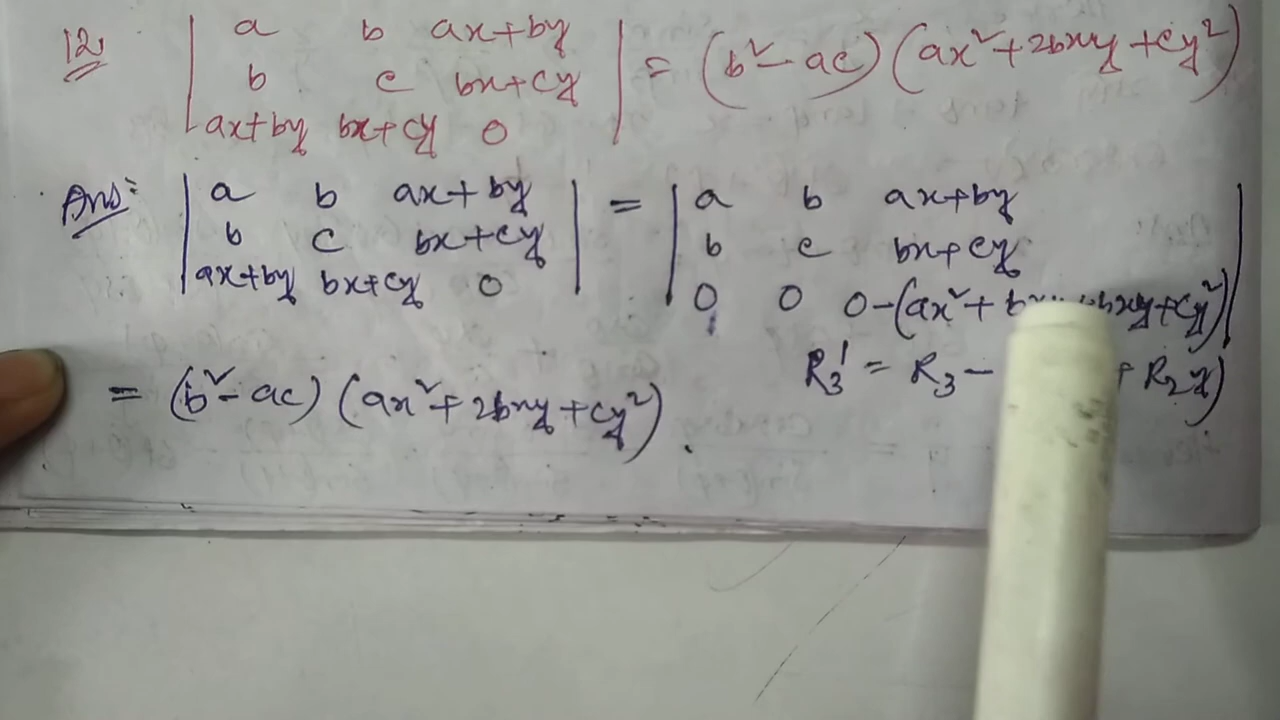 12. | a b ax+by |
| b c bx+cy | = (b²-ac)(ax²+2bxy+cy²)
| ax+by bx+cy 0 |
Ans: | a b ax+by | = | a b ax+by |
| b c bx+cy | | b c bx+cy |
| ax+by bx+cy 0 | | 0 0 0-(ax²+ bxy+cy²) |
R₃' = R₃ - + R₂y)
= (b²-ac)(ax²+2bxy+cy²).